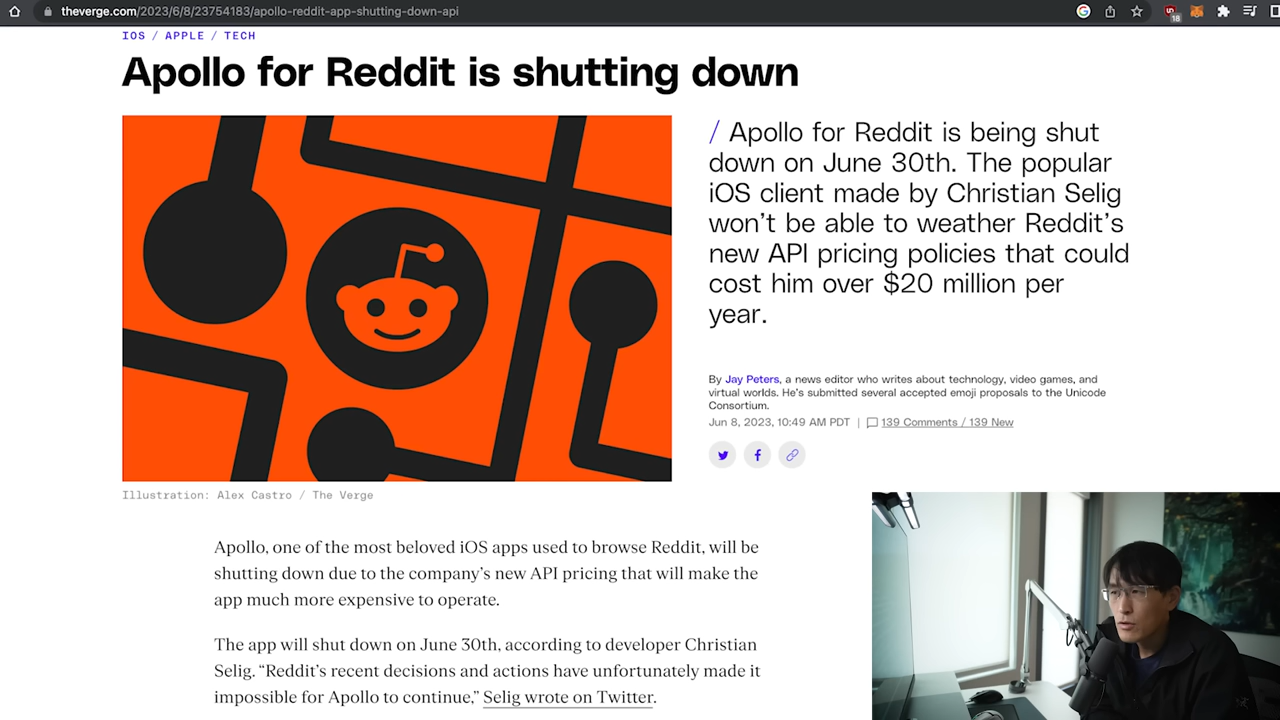 theverge.com/2023/6/8/23754183/apollo-reddit-app-shutting-down-api
18
IOS / APPLE / TECH
Apollo for Reddit is shutting down
/ Apollo for Reddit is being shut
down on June 30th. The popular
iOS client made by Christian Selig
won’t be able to weather Reddit’s
new API pricing policies that could
cost him over $20 million per
year.
By Jay Peters, a news editor who writes about technology, video games, and
virtual worlds. He’s submitted several accepted emoji proposals to the Unicode
Consortium.
Jun 8, 2023, 10:49 AM PDT | 139 Comments / 139 New
Illustration: Alex Castro / The Verge
Apollo, one of the most beloved iOS apps used to browse Reddit, will be
shutting down due to the company’s new API pricing that will make the
app much more expensive to operate.
The app will shut down on June 30th, according to developer Christian
Selig. “Reddit’s recent decisions and actions have unfortunately made it
impossible for Apollo to continue,” Selig wrote on Twitter.